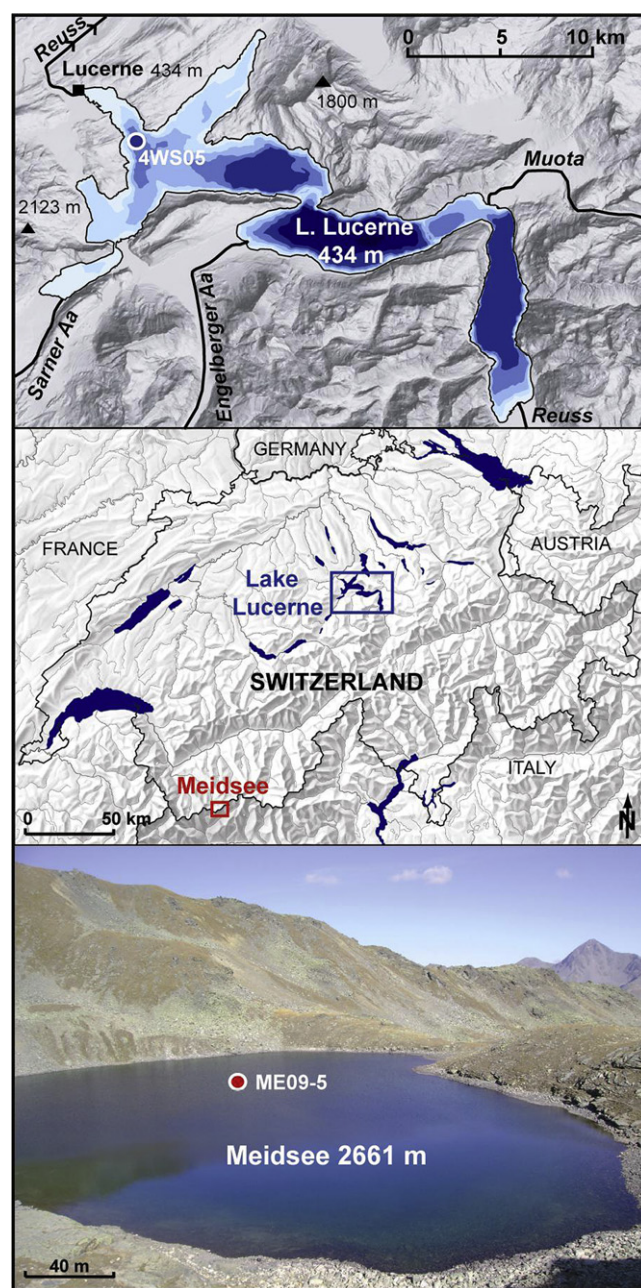 Reuss
Lucerne 434 m
0 5 10 km
1800 m
4WS05
Muota
2123 m
L. Lucerne
434 m
Sarner Aa
Engelberger Aa
Reuss
GERMANY
FRANCE
AUSTRIA
Lake
Lucerne
SWITZERLAND
ITALY
Meidsee
0 50 km
N
ME09-5
Meidsee 2661 m
40 m